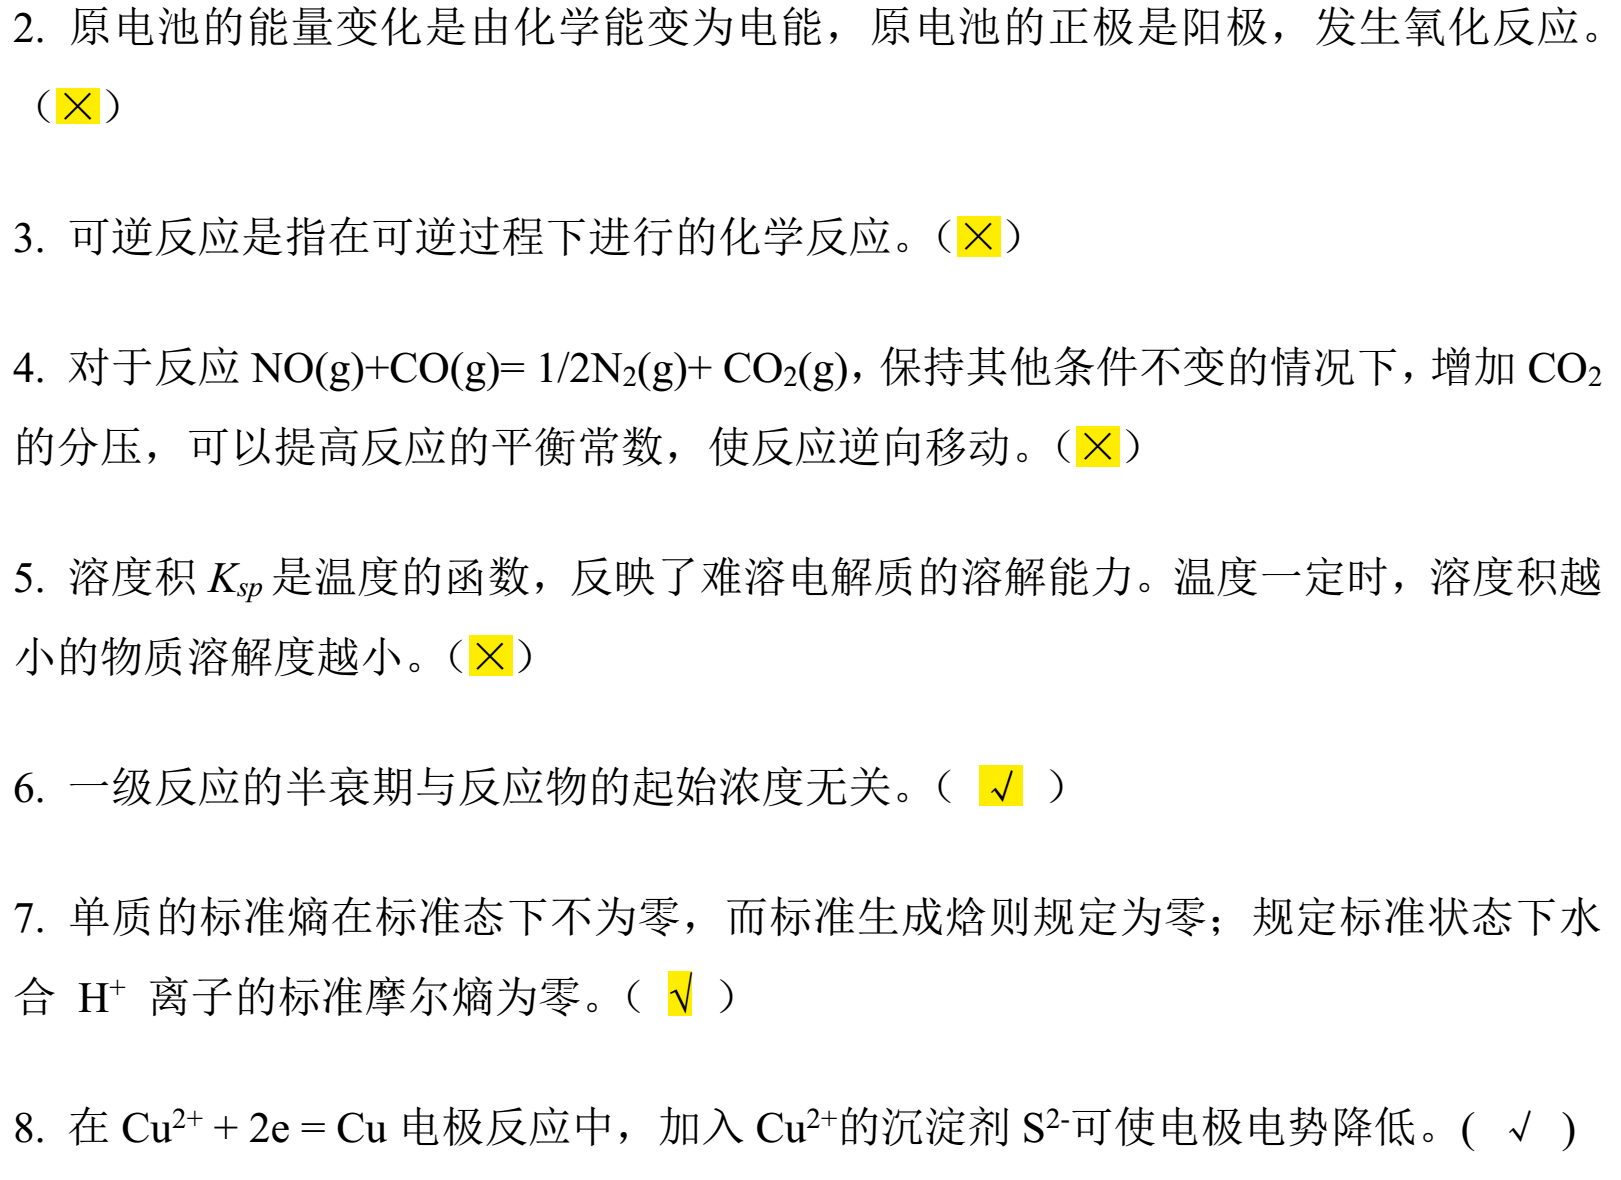 2. 原电池的能量变化是由化学能变为电能，原电池的正极是阳极，发生氧化反应。
（×）
3. 可逆反应是指在可逆过程下进行的化学反应。（×）
4. 对于反应 NO(g)+CO(g)= 1/2N₂(g)+ CO₂(g)，保持其他条件不变的情况下，增加 CO₂
的分压，可以提高反应的平衡常数，使反应逆向移动。（×）
5. 溶度积 Ksp 是温度的函数，反映了难溶电解质的溶解能力。温度一定时，溶度积越
小的物质溶解度越小。（×）
6. 一级反应的半衰期与反应物的起始浓度无关。（ √ ）
7. 单质的标准熵在标准态下不为零，而标准生成焓则规定为零；规定标准状态下水
合 H⁺ 离子的标准摩尔熵为零。（ √ ）
8. 在 Cu²⁺ + 2e = Cu 电极反应中，加入 Cu²⁺的沉淀剂 S²⁻可使电极电势降低。( √ )